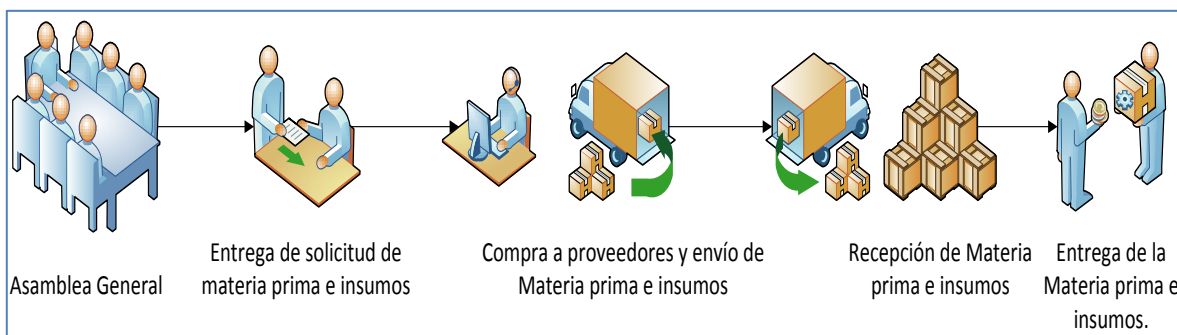 Asamblea General
Entrega de solicitud de
materia prima e insumos
Compra a proveedores y envío de
Materia prima e insumos
Recepción de Materia
prima e insumos
Entrega de la
Materia prima e
insumos.